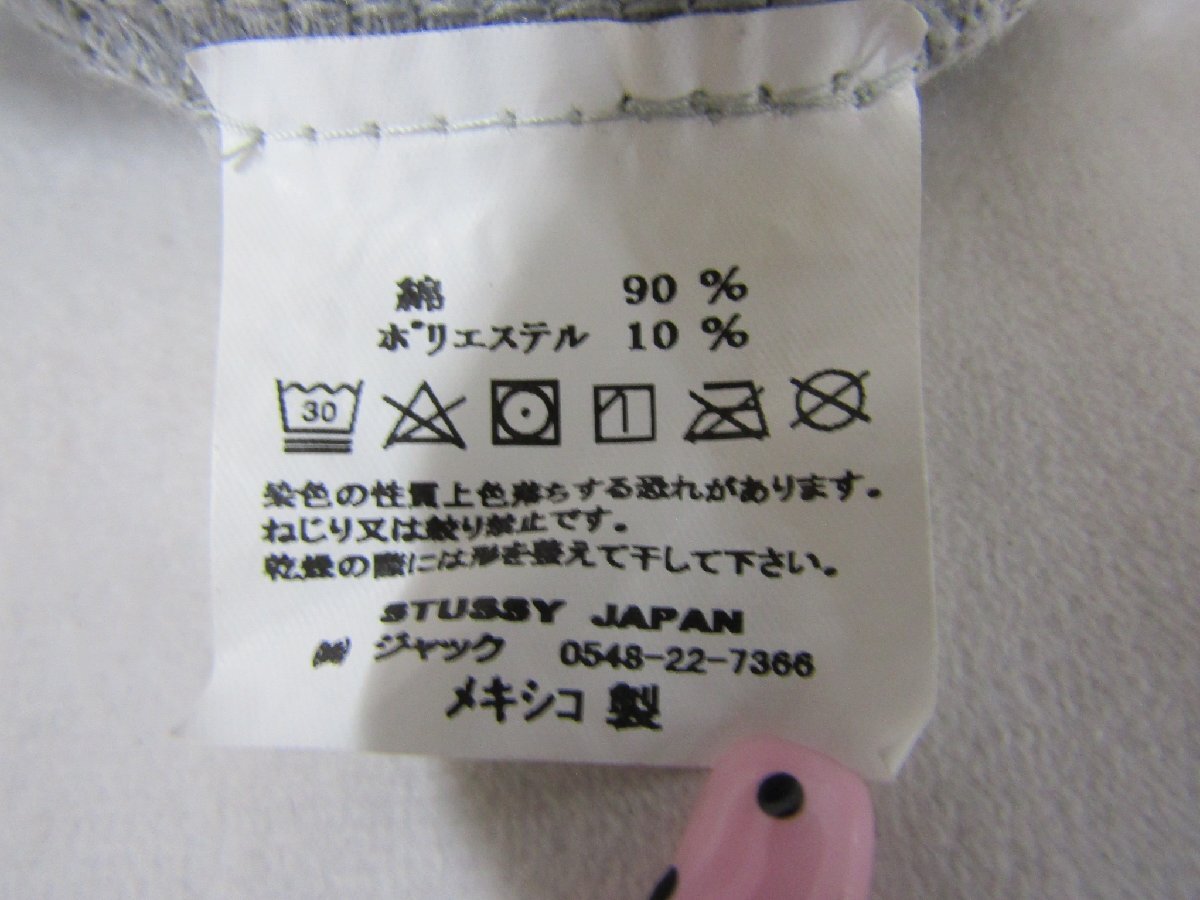 綿 90 %
ポリエステル 10 %
30
染色の性質上色落ちする恐れがあります。
ねじり又は絞り禁止です。
乾燥の際には形を整えて干して下さい。
STUSSY JAPAN
㈱ ジャック 0548-22-7366
メキシコ 製